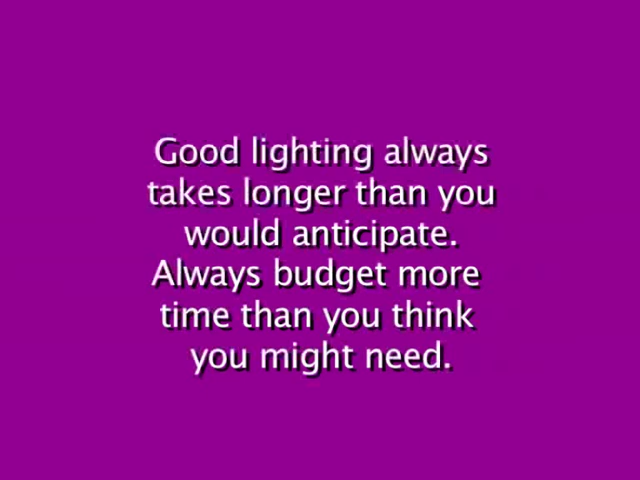 Good lighting always
takes longer than you
would anticipate.
Always budget more
time than you think
you might need.